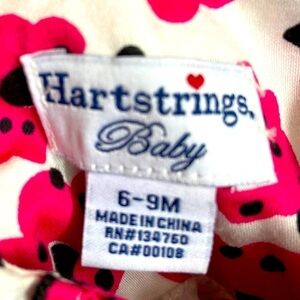 Hartstrings.
Baby
6-9M
MADE IN CHINA
RN#134760
CA#00108